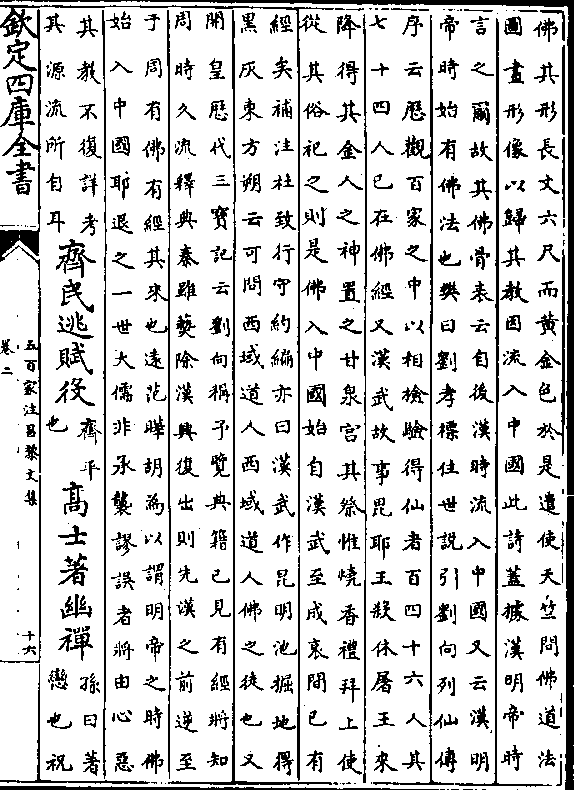 佛其形長丈六尺而黄金色於是遣使天竺問佛道法
圖畫形像以歸其教因流入中國此詩蓋據漢明帝時
言之爾故其佛骨表云自後漢時流入中國又云漢明
帝時始有佛法也樊曰劉孝標住世説引劉向列仙傳
序云歴觀百家之中以相檢驗得仙者百四十六人其
七十四人已在佛經又漢武故事毘耶王殺休屠王來
降得其金人之神置之甘泉宫其祭惟燒香禮拜上使
從其俗祀之則是佛入中國始自漢武至成哀間已有
經矣補注杜致行守約編亦曰漢武作昆明池掘地得
黒灰東方朔云可問西域道人西域道人佛之徒也又
開皇歴代三寳記云劉向稱予覽典籍已見有經將知
周時久流釋典秦雖爇除漢興復出則先漢之前逆至
于周有佛有經其來也逺范曄胡為以謂明帝之時佛
始入中國耶退之一世大儒非承襲謬誤者將由心惡
其教不復詳考
其源流所自耳
齊民逃賦役
齊平
也
高士著幽禪
孫曰著
戀也祝
欽定四庫全書
五百家注昌黎文集
卷二
十六